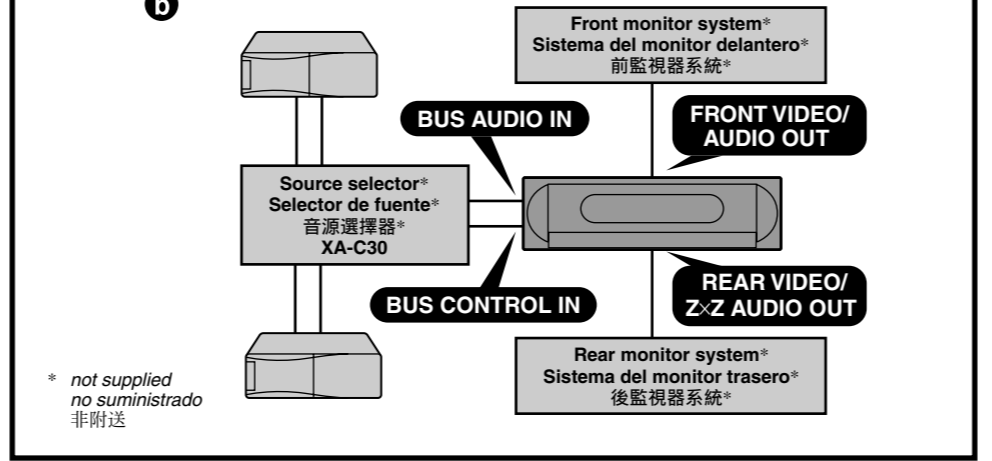 b
Front monitor system*
Sistema del monitor delantero*
前監視器系統*
BUS AUDIO IN
FRONT VIDEO/
AUDIO OUT
Source selector*
Selector de fuente*
音源選擇器*
XA-C30
BUS CONTROL IN
REAR VIDEO/
Z×Z AUDIO OUT
Rear monitor system*
Sistema del monitor trasero*
後監視器系統*
* not supplied
no suministrado
非附送